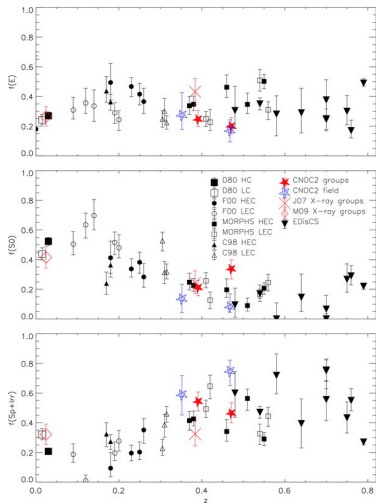 1.0
0.8
0.6
0.4
0.2
0.0
f(E)
1.0
0.8
0.6
0.4
0.2
0.0
f(S0)
D80 HC
D80 LC
F00 HEC
F00 LEC
MORPHS HEC
MORPHS LEC
C98 HEC
C98 LEC
CNOC2 groups
CNOC2 field
J07 X-ray groups
M09 X-ray groups
EDisCS
1.0
0.8
0.6
0.4
0.2
0.0
f(Sp+Irr)
0.0 0.2 0.4 0.6 0.8
z